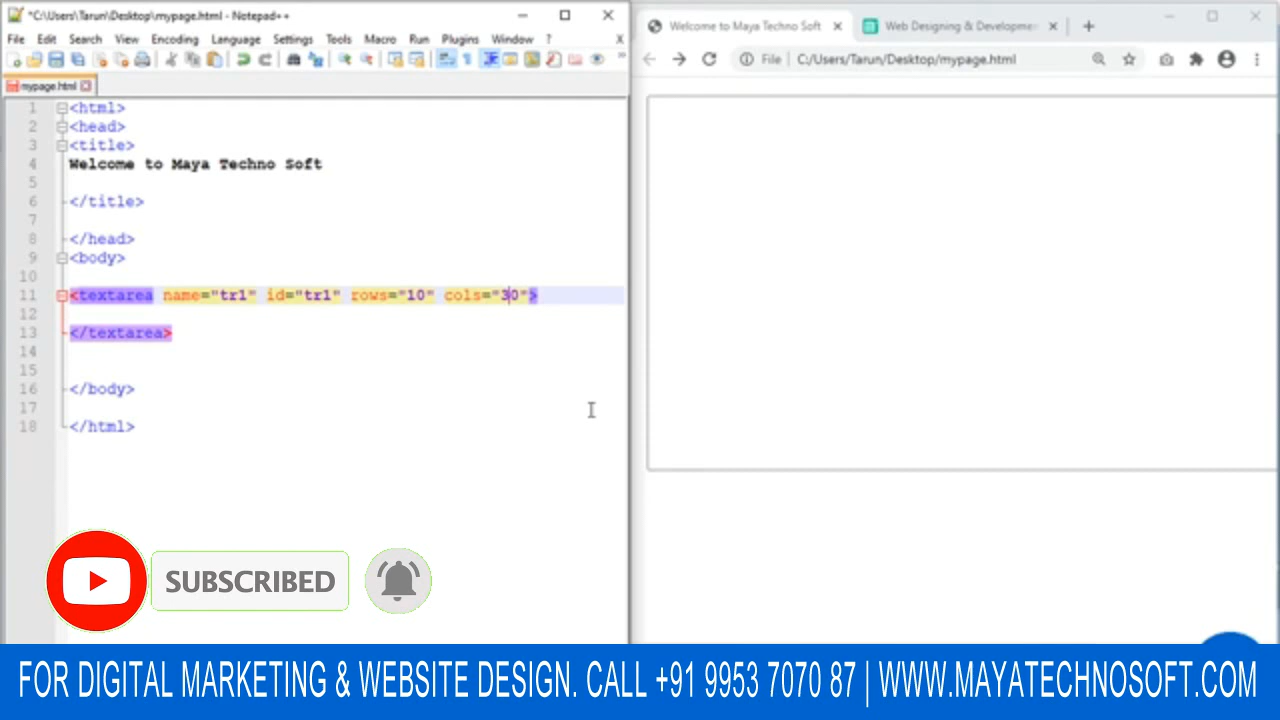 *C:\Users\Tarun\Desktop\mypage.html - Notepad++
File Edit Search View Encoding Language Settings Tools Macro Run Plugins Window ? X
mypage.html
1 <html>
2 <head>
3 <title>
4 Welcome to Maya Techno Soft
5
6 </title>
7
8 </head>
9 <body>
10
11 <textarea name="tr1" id="tr1" rows="10" cols="30">
12
13 </textarea>
14
15
16 </body>
17
18 </html>
Welcome to Maya Techno Soft
Web Designing & Developmen
File C:/Users/Tarun/Desktop/mypage.html
SUBSCRIBED
FOR DIGITAL MARKETING & WEBSITE DESIGN. CALL +91 9953 7070 87 | WWW.MAYATECHNOSOFT.COM